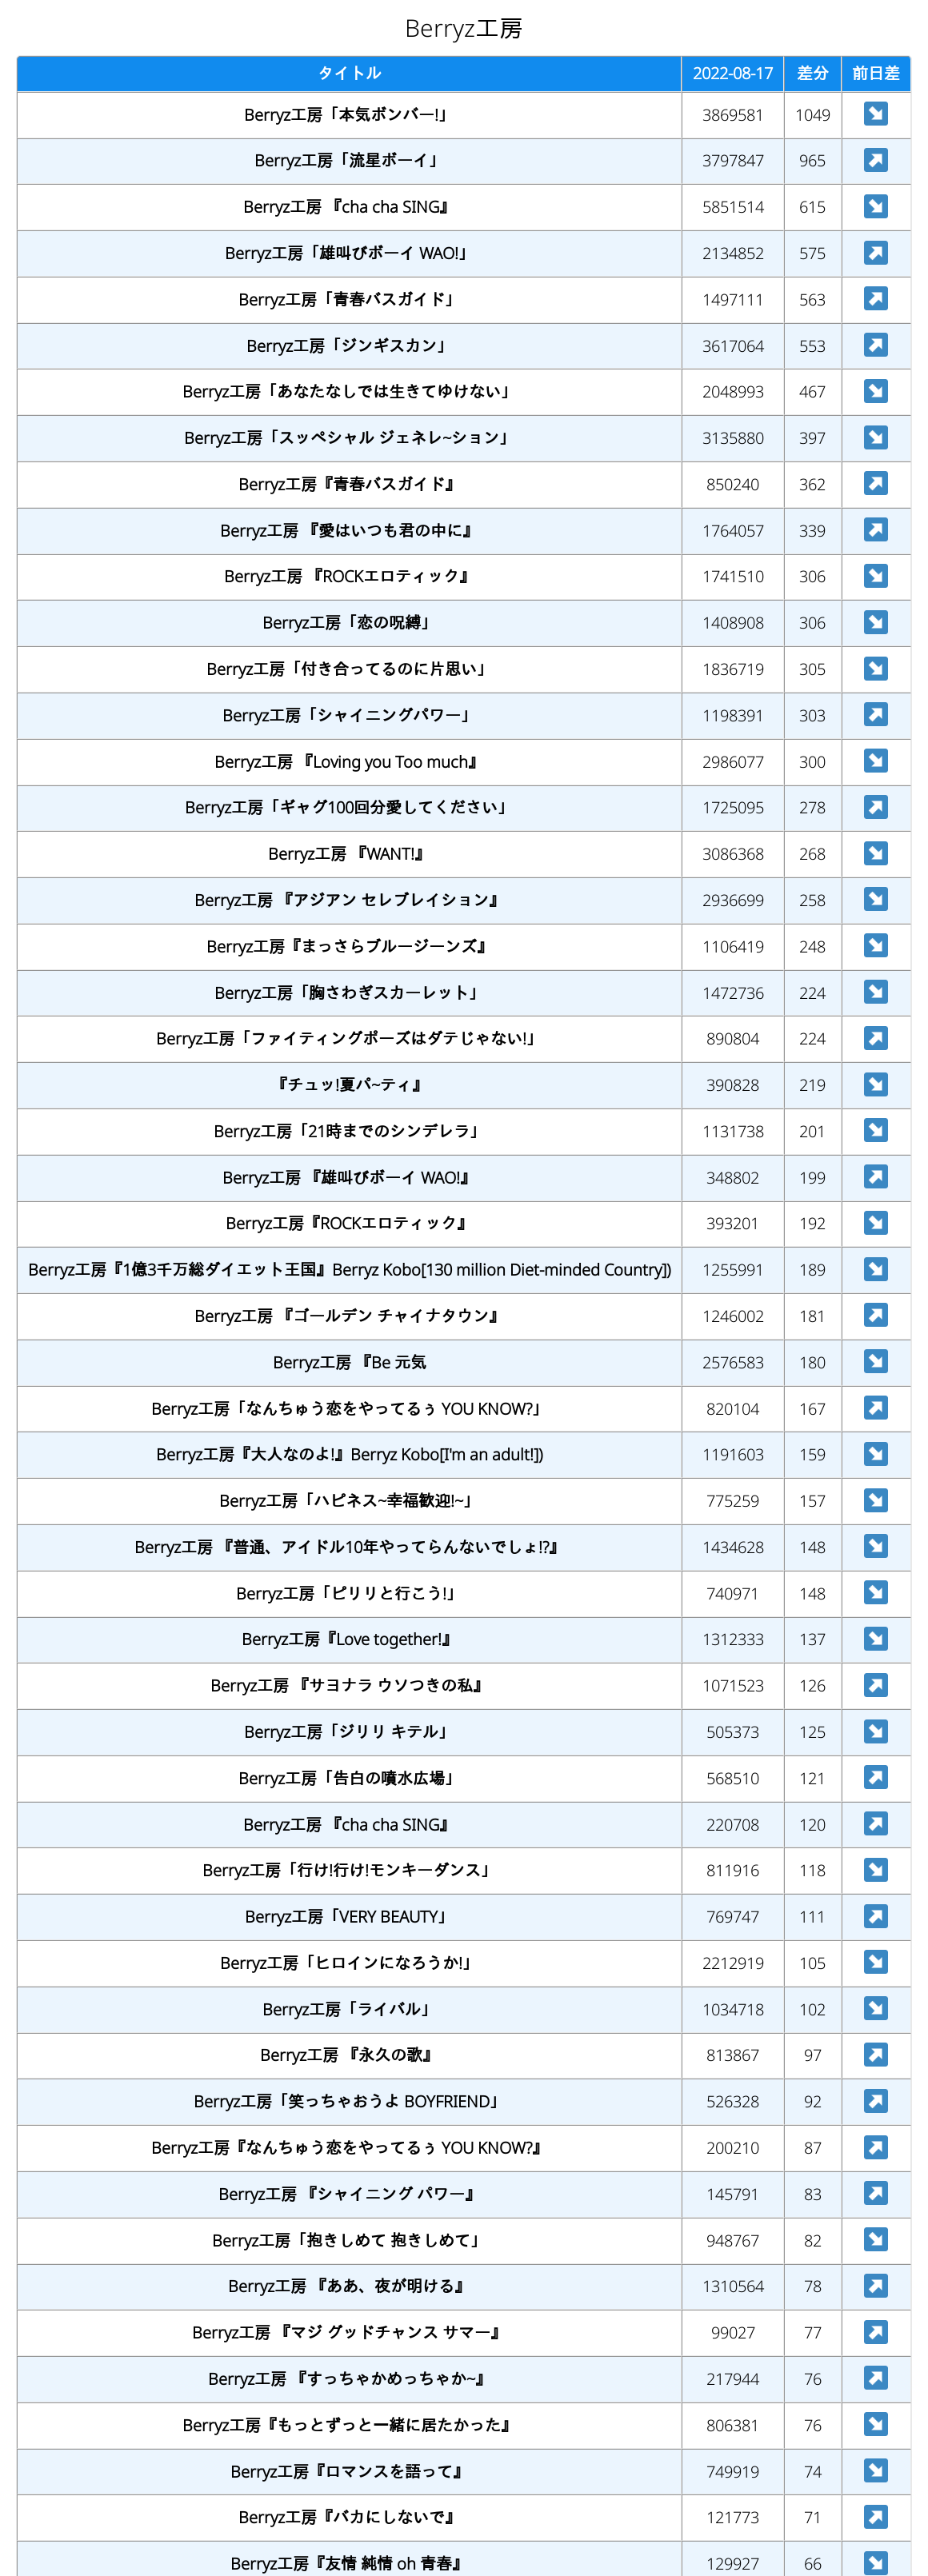 Berryz工房
タイトル 2022-08-17 差分 前日差
Berryz工房「本気ボンバー!」 3869581 1049
Berryz工房「流星ボーイ」 3797847 965
Berryz工房 『cha cha SING』 5851514 615
Berryz工房「雄叫びボーイ WAO!」 2134852 575
Berryz工房「青春バスガイド」 1497111 563
Berryz工房「ジンギスカン」 3617064 553
Berryz工房「あなたなしでは生きてゆけない」 2048993 467
Berryz工房「スッペシャル ジェネレ~ション」 3135880 397
Berryz工房『青春バスガイド』 850240 362
Berryz工房 『愛はいつも君の中に』 1764057 339
Berryz工房 『ROCKエロティック』 1741510 306
Berryz工房「恋の呪縛」 1408908 306
Berryz工房「付き合ってるのに片思い」 1836719 305
Berryz工房「シャイニングパワー」 1198391 303
Berryz工房 『Loving you Too much』 2986077 300
Berryz工房「ギャグ100回分愛してください」 1725095 278
Berryz工房 『WANT!』 3086368 268
Berryz工房 『アジアン セレブレイション』 2936699 258
Berryz工房『まっさらブルージーンズ』 1106419 248
Berryz工房「胸さわぎスカーレット」 1472736 224
Berryz工房「ファイティングポーズはダテじゃない!」 890804 224
『チュッ!夏パ~ティ』 390828 219
Berryz工房「21時までのシンデレラ」 1131738 201
Berryz工房 『雄叫びボーイ WAO!』 348802 199
Berryz工房『ROCKエロティック』 393201 192
Berryz工房『1億3千万総ダイエット王国』Berryz Kobo[130 million Diet-minded Country]) 1255991 189
Berryz工房 『ゴールデン チャイナタウン』 1246002 181
Berryz工房 『Be 元気 2576583 180
Berryz工房「なんちゅう恋をやってるぅ YOU KNOW?」 820104 167
Berryz工房『大人なのよ!』Berryz Kobo[I'm an adult!]) 1191603 159
Berryz工房「ハピネス~幸福歓迎!~」 775259 157
Berryz工房 『普通、アイドル10年やってらんないでしょ!?』 1434628 148
Berryz工房「ピリリと行こう!」 740971 148
Berryz工房『Love together!』 1312333 137
Berryz工房 『サヨナラ ウソつきの私』 1071523 126
Berryz工房「ジリリ キテル」 505373 125
Berryz工房「告白の噴水広場」 568510 121
Berryz工房 『cha cha SING』 220708 120
Berryz工房「行け!行け!モンキーダンス」 811916 118
Berryz工房「VERY BEAUTY」 769747 111
Berryz工房「ヒロインになろうか!」 2212919 105
Berryz工房「ライバル」 1034718 102
Berryz工房 『永久の歌』 813867 97
Berryz工房「笑っちゃおうよ BOYFRIEND」 526328 92
Berryz工房『なんちゅう恋をやってるぅ YOU KNOW?』 200210 87
Berryz工房 『シャイニング パワー』 145791 83
Berryz工房「抱きしめて 抱きしめて」 948767 82
Berryz工房 『ああ、夜が明ける』 1310564 78
Berryz工房 『マジ グッドチャンス サマー』 99027 77
Berryz工房 『すっちゃかめっちゃか~』 217944 76
Berryz工房『もっとずっと一緒に居たかった』 806381 76
Berryz工房『ロマンスを語って』 749919 74
Berryz工房『バカにしないで』 121773 71
Berryz工房『友情 純情 oh 青春』 129927 66